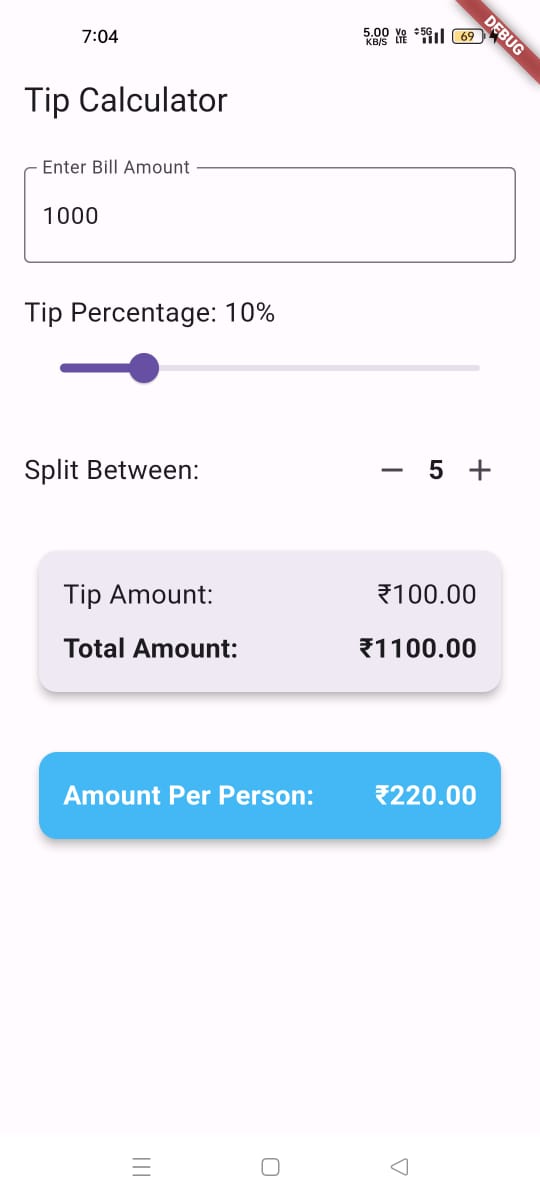 7:04
5.00 KB/S Vo LTE 5G 69
DEBUG
Tip Calculator
Enter Bill Amount
1000
Tip Percentage: 10%
Split Between: 5
Tip Amount: ₹100.00
Total Amount: ₹1100.00
Amount Per Person: ₹220.00